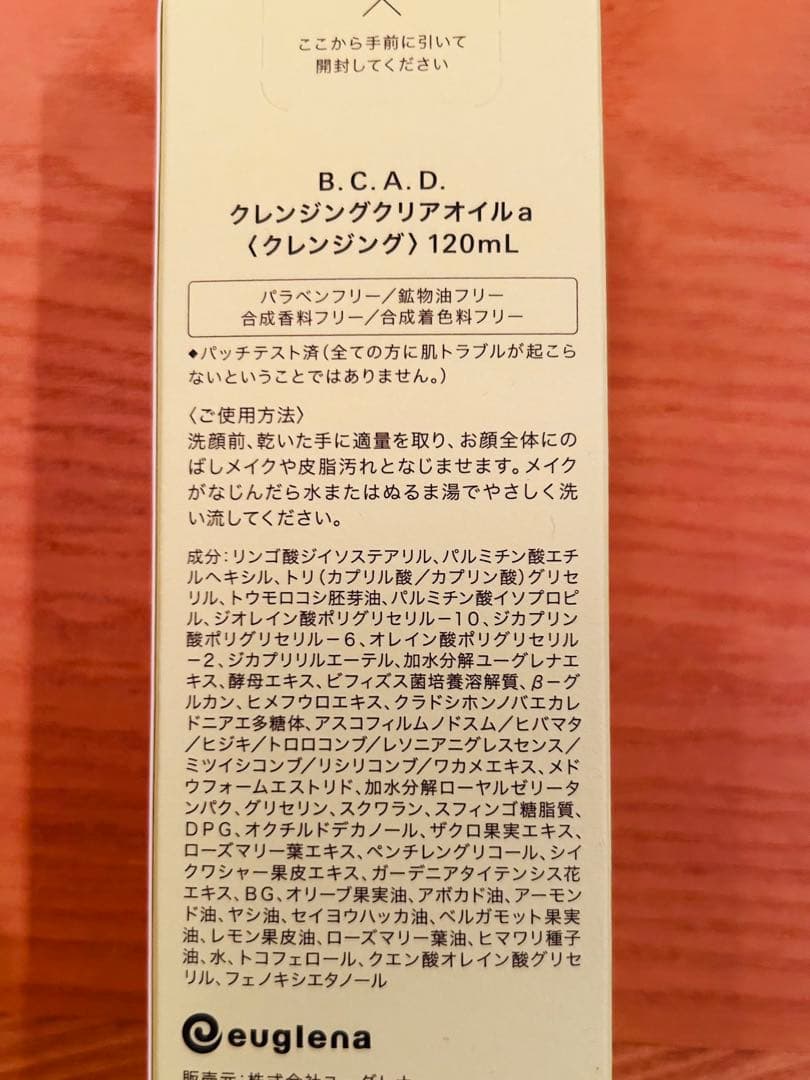 ここから手前に引いて
開封してください
B.C.A.D.
クレンジングクリアオイルa
〈クレンジング〉120mL
パラベンフリー／鉱物油フリー
合成香料フリー／合成着色料フリー
◆パッチテスト済（全ての方に肌トラブルが起こら
ないということではありません。）
〈ご使用方法〉
洗顔前、乾いた手に適量を取り、お顔全体にの
ばしメイクや皮脂汚れとなじませます。メイク
がなじんだら水またはぬるま湯でやさしく洗
い流してください。
成分：リンゴ酸ジイソステアリル、パルミチン酸エチ
ルヘキシル、トリ（カプリル酸／カプリン酸）グリセ
リル、トウモロコシ胚芽油、パルミチン酸イソプロピ
ル、ジオレイン酸ポリグリセリル－10、ジカプリン
酸ポリグリセリル－6、オレイン酸ポリグリセリル
－2、ジカプリリルエーテル、加水分解ユーグレナエ
キス、酵母エキス、ビフィズス菌培養溶解質、β－グ
ルカン、ヒメフウロエキス、クラドシホンノバエカレ
ドニアエ多糖体、アスコフィルムノドスム／ヒバマタ
／ヒジキ／トロロコンブ／レソニアニグレスセンス／
ミツイシコンブ／リシリコンブ／ワカメエキス、メド
ウフォームエストリド、加水分解ローヤルゼリータ
ンパク、グリセリン、スクワラン、スフィンゴ糖脂質、
DPG、オクチルドデカノール、ザクロ果実エキス、
ローズマリー葉エキス、ペンチレングリコール、シイ
クワシャー果皮エキス、ガーデニアタイテンシス花
エキス、BG、オリーブ果実油、アボカド油、アーモン
ド油、ヤシ油、セイヨウハッカ油、ベルガモット果実
油、レモン果皮油、ローズマリー葉油、ヒマワリ種子
油、水、トコフェロール、クエン酸オレイン酸グリセ
リル、フェノキシエタノール
euglena
販売元：株式会社ユーグレナ